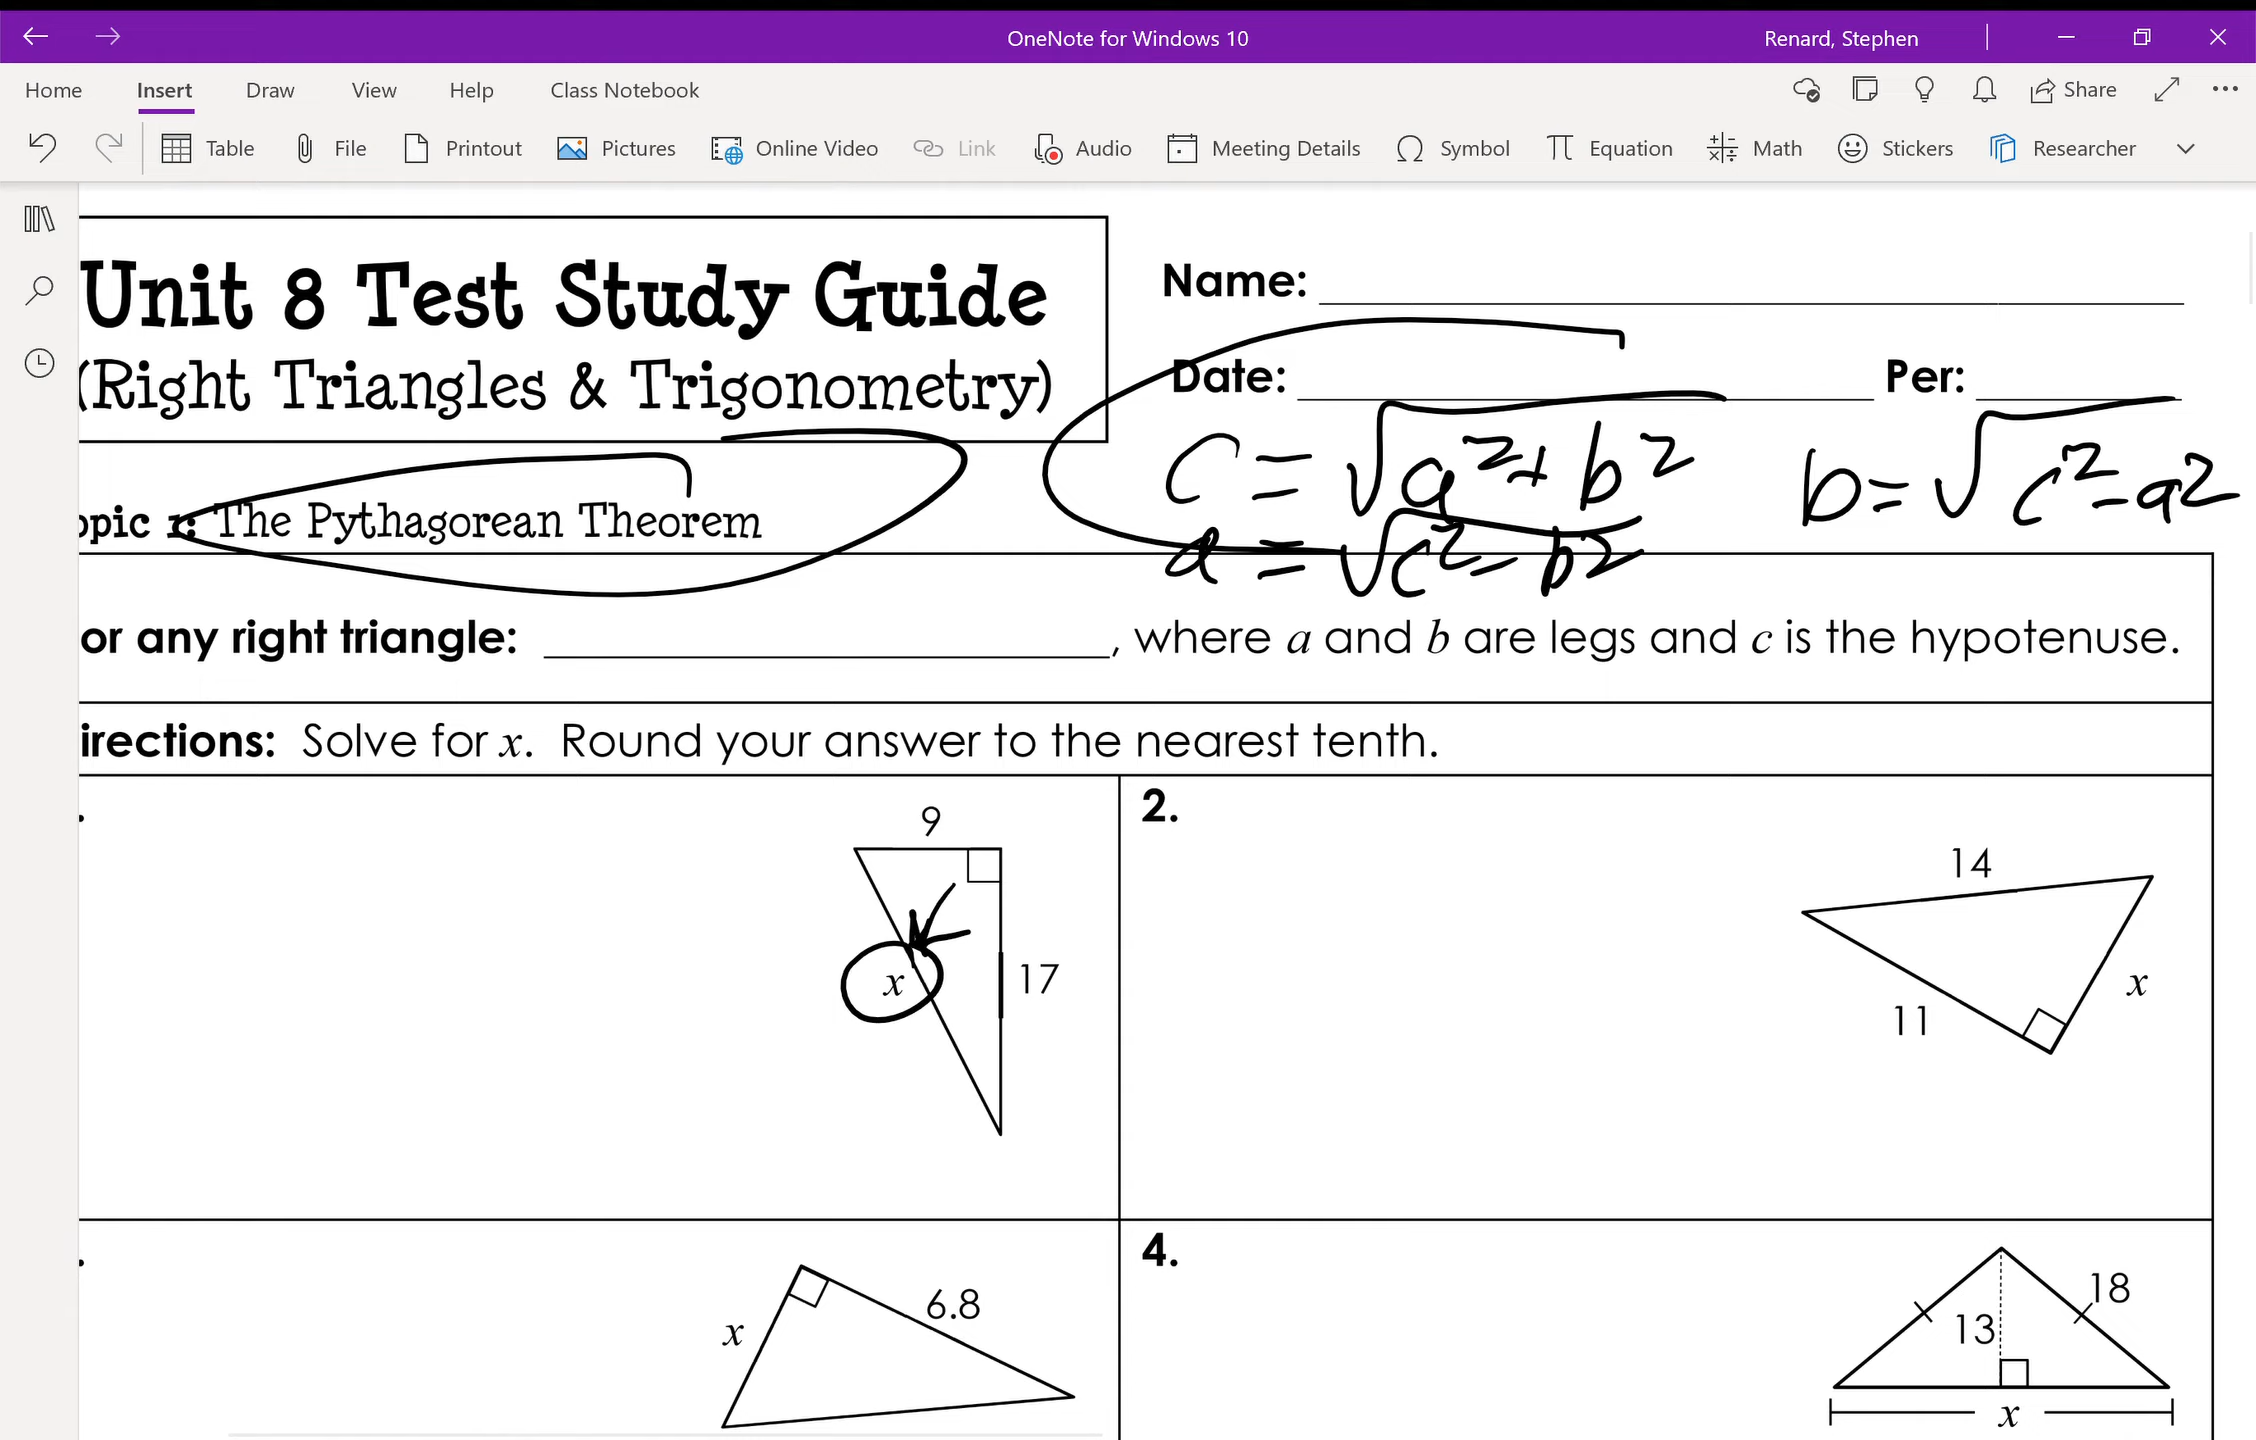 OneNote for Windows 10
Renard, Stephen
Home Insert Draw View Help Class Notebook Share
Table File Printout Pictures Online Video Link Audio Meeting Details Symbol Equation Math Stickers Researcher
Unit 8 Test Study Guide
(Right Triangles & Trigonometry)
Name:
Date: Per:
c = √a²+ b²
b = √c²-a²
a = √c²- b²
opic 1: The Pythagorean Theorem
or any right triangle: ____, where a and b are legs and c is the hypotenuse.
irections: Solve for x. Round your answer to the nearest tenth.
.
9
x
17
2.
14
11
x
.
x
6.8
4.
13
18
x